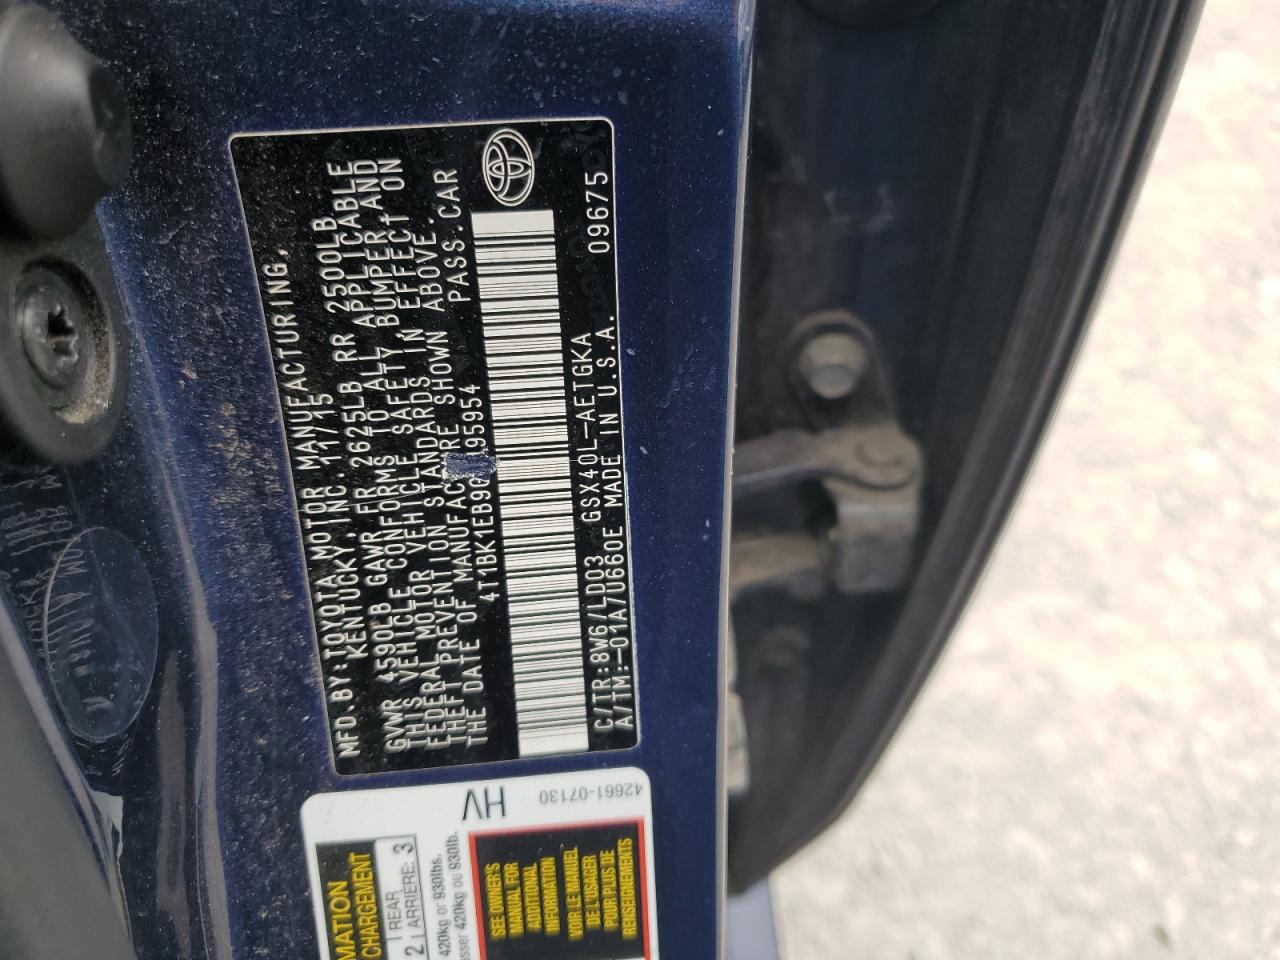 MFD.BY:TOYOTA MOTOR MANUFACTURING,
KENTUCKY,INC. 11/15
GVWR 4590LB GAWR.FR 2625LB RR 2500LB
THIS VEHICLE CONFORMS TO ALL APPLICABLE
FEDERAL MOTOR VEHICLE SAFETY, BUMPER, AND
THEFT PREVENTION STANDARDS IN EFFECT ON
THE DATE OF MANUFACTURE SHOWN ABOVE.
PASS.CAR
C/TR:8W6/LD03 GSX40L-AETGKA 09675
A/TM:-01A/U660E MADE IN U.S.A.
HV
42661-07130
CHARGEMENT
2 REAR
ARRIÈRE: 3
420kg or 930lbs.
420kg ou 930lb.
SEE OWNER'S
MANUAL FOR
ADDITIONAL
INFORMATION
VOIR LE MANUEL
DE L'USAGER
POUR PLUS DE
RENSEIGNEMENTS